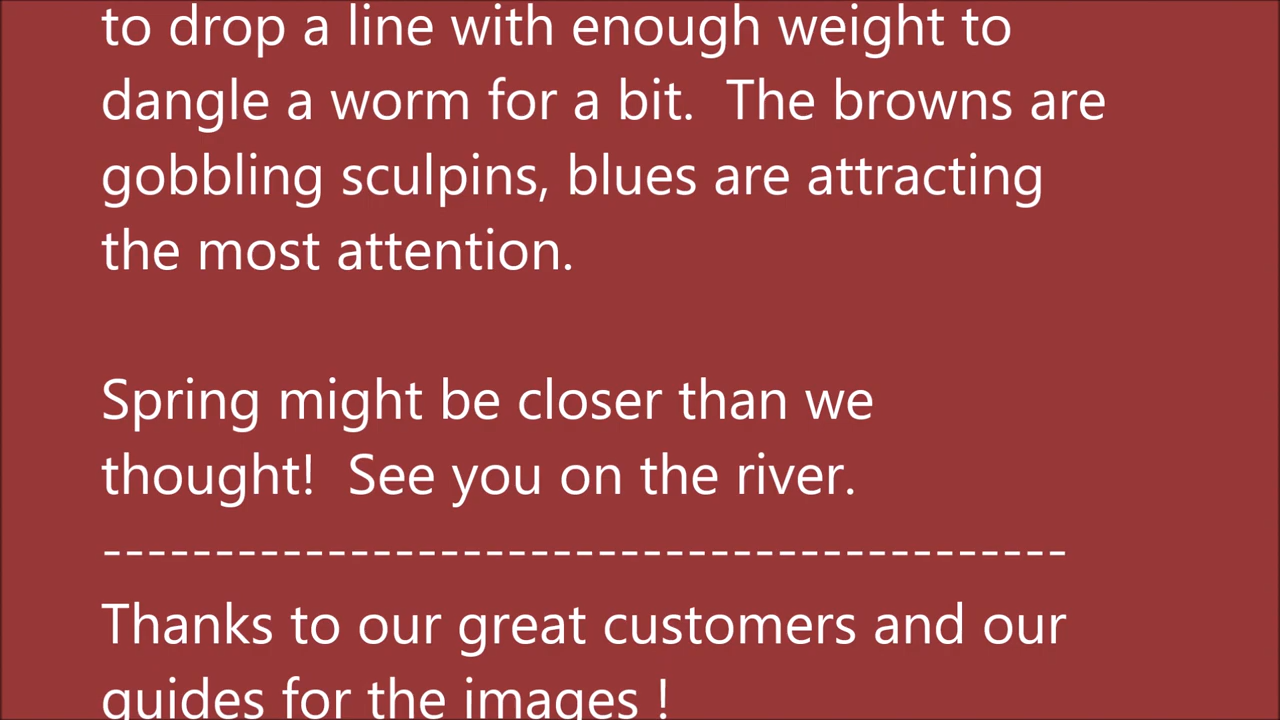 to drop a line with enough weight to
dangle a worm for a bit.  The browns are
gobbling sculpins, blues are attracting
the most attention.
Spring might be closer than we
thought!  See you on the river.
-------------------------------------------
Thanks to our great customers and our
guides for the images !